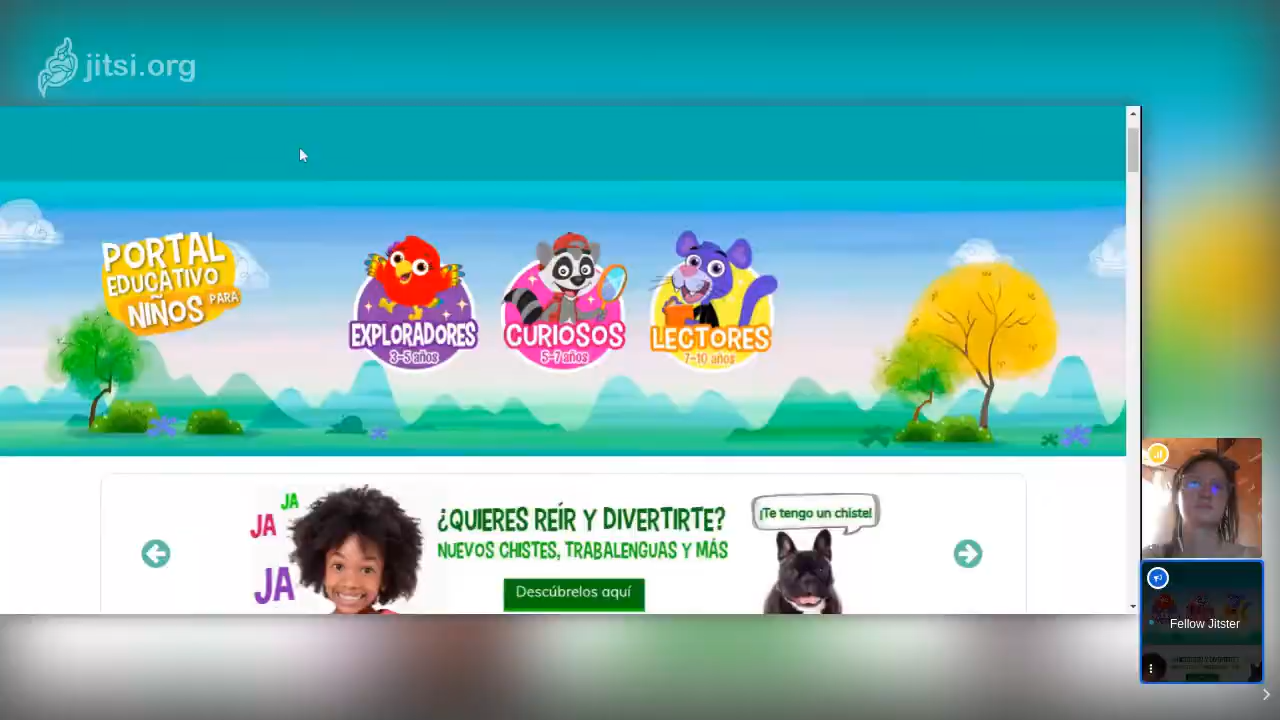 jitsi.org
PORTAL
EDUCATIVO
PARA
NIÑOS
EXPLORADORES
3-5 años
CURIOSOS
5-7 años
LECTORES
7-10 años
JA
JA
JA
¿QUIERES REÍR Y DIVERTIRTE?
NUEVOS CHISTES, TRABALENGUAS Y MÁS
Descúbrelos aquí
¡Te tengo un chiste!
Fellow Jitster